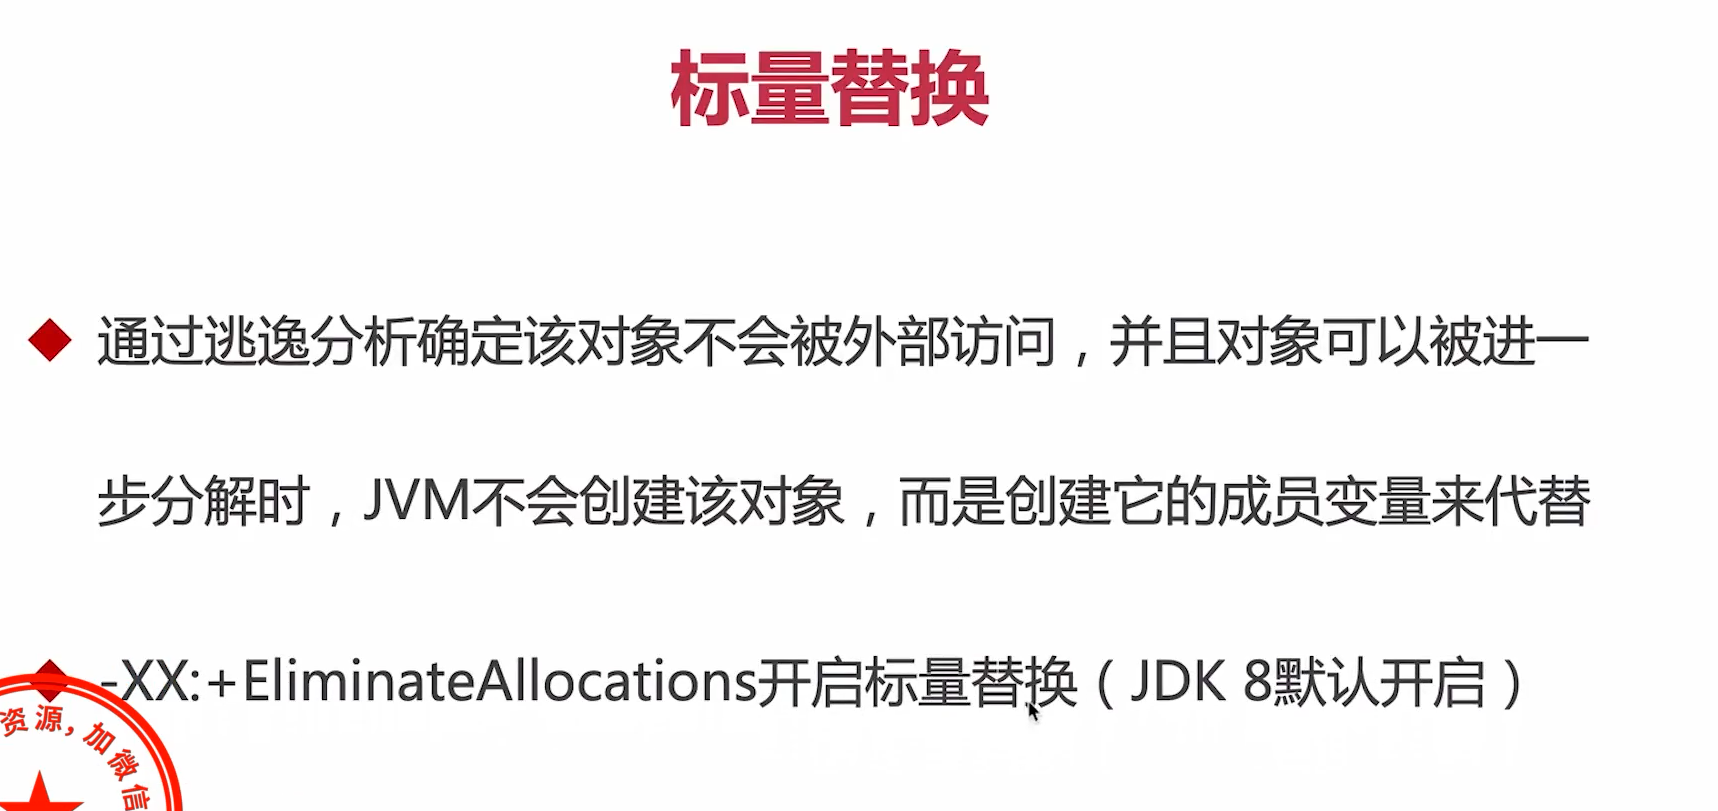 标量替换
通过逃逸分析确定该对象不会被外部访问，并且对象可以被进一
步分解时，JVM不会创建该对象，而是创建它的成员变量来代替
-XX:+EliminateAllocations开启标量替换（JDK 8默认开启）
资源，加微信